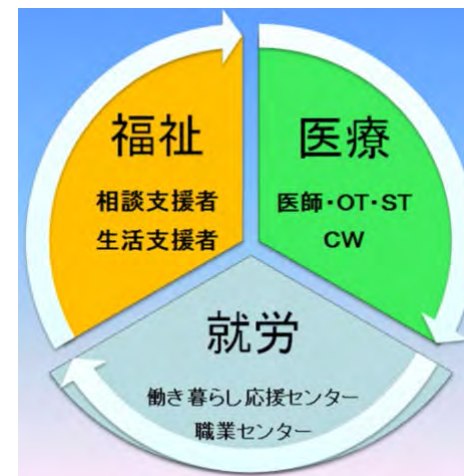 福祉
相談支援者
生活支援者
医療
医師・OT・ST
CW
就労
働き暮らし応援センター
職業センター